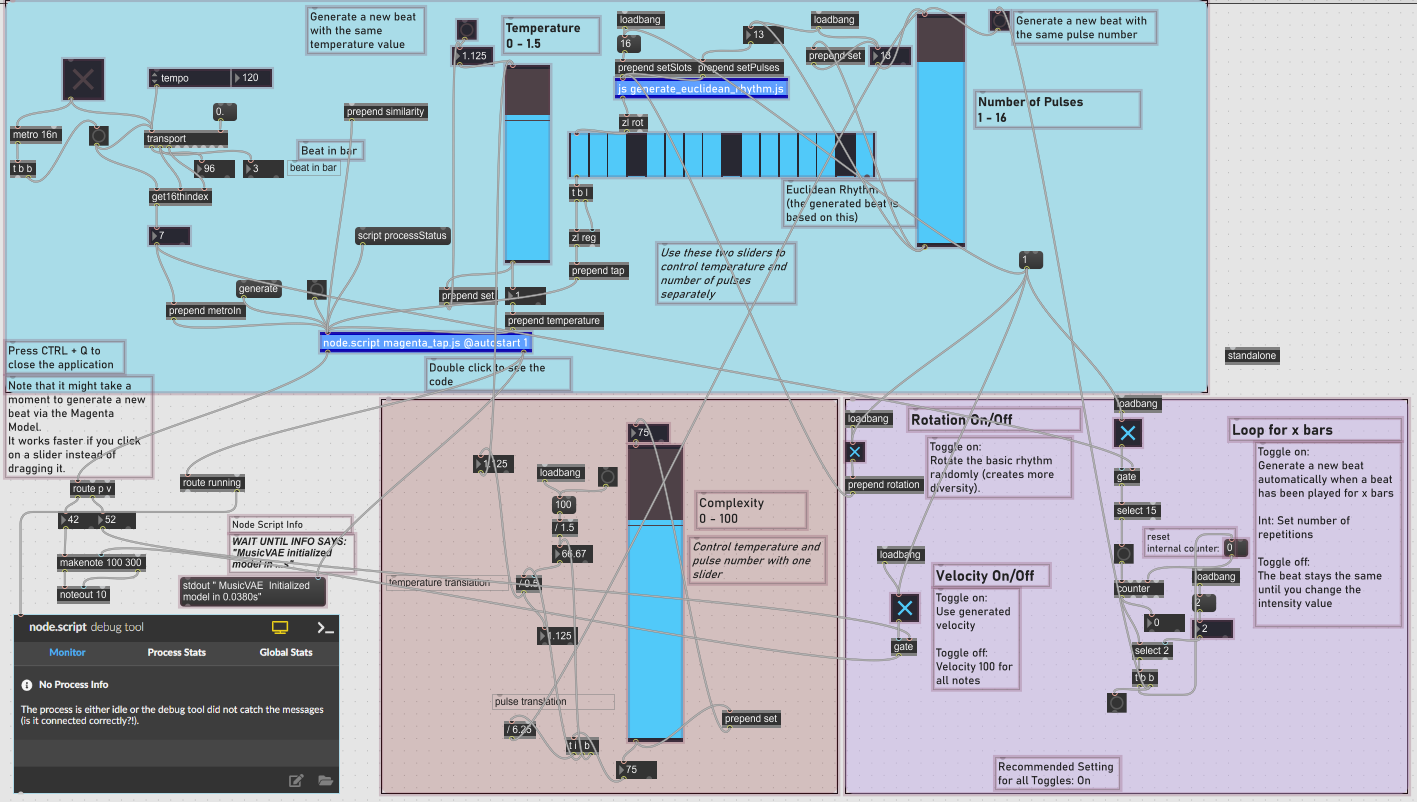 Generate a new beat
with the same
temperature value
1.125
Temperature
0 - 1.5
loadbang
16
13
loadbang
prepend set
13
Generate a new beat with
the same pulse number
tempo
120
prepend setSlots
prepend setPulses
js generate_euclidean_rhythm.js
Number of Pulses
1 - 16
0.
prepend similarity
metro 16n
transport
zl rot
t b b
96
3
Beat in bar
beat in bar
get16thindex
t b l
Euclidean Rhythm
(the generated beat is
based on this)
7
script processStatus
zl reg
prepend tap
Use these two sliders to
control temperature and
number of pulses
separately
1
generate
prepend set
1.
prepend metroIn
prepend temperature
node.script magenta_tap.js @autostart 1
Press CTRL + Q to
close the application
Double click to see the
code
standalone
Note that it might take a
moment to generate a new
beat via the Magenta
Model.
It works faster if you click
on a slider instead of
dragging it.
route p v
route running
42
52
Node Script Info
WAIT UNTIL INFO SAYS:
"MusicVAE initialized
model in ...s"
makenote 100 300
noteout 10
stdout " MusicVAE Initialized
model in 0.0380s"
node.script debug tool
Monitor
Process Stats
Global Stats
No Process Info
The process is either idle or the debug tool did not catch the messages
(is it connected correctly?!).
75
1.125
loadbang
100
/ 1.5
66.67
temperature translation
/ 0.5
1.125
pulse translation
/ 6.25
t i b
75
prepend set
Complexity
0 - 100
Control temperature and
pulse number with one
slider
loadbang
Rotation On/Off
Toggle on:
Rotate the basic rhythm
randomly (creates more
diversity).
prepend rotation
loadbang
Velocity On/Off
Toggle on:
Use generated
velocity
Toggle off:
Velocity 100 for
all notes
gate
loadbang
Loop for x bars
Toggle on:
Generate a new beat
automatically when a beat
has been played for x bars
Int: Set number of
repetitions
Toggle off:
The beat stays the same
until you change the
intensity value
gate
select 15
reset
internal counter:
0
loadbang
counter
2
0
2
select 2
t b b
Recommended Setting
for all Toggles: On